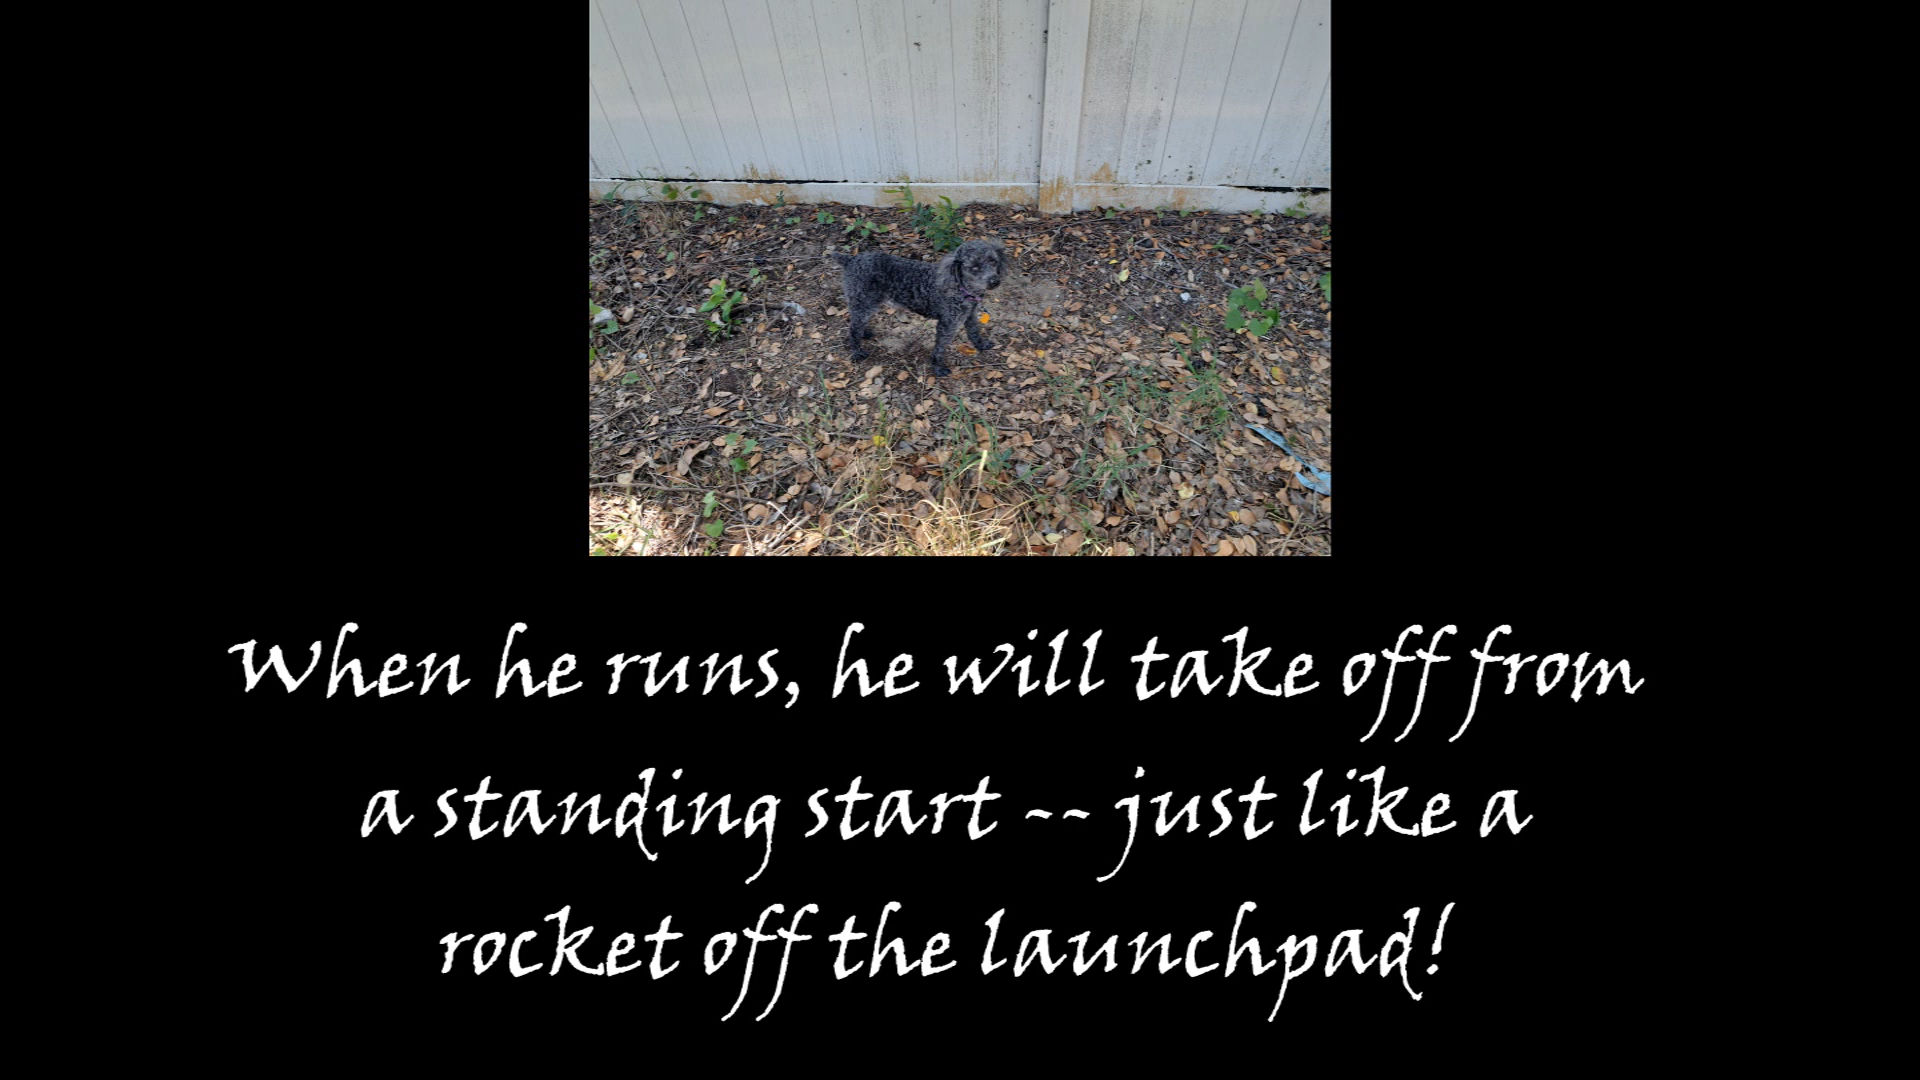 When he runs, he will take off from
a standing start -- just like a
rocket off the launchpad!